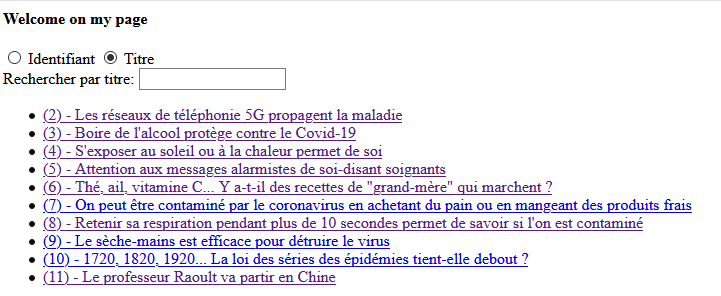 Welcome on my page
Identifiant Titre
Rechercher par titre:
(2) - Les réseaux de téléphonie 5G propagent la maladie
(3) - Boire de l'alcool protège contre le Covid-19
(4) - S'exposer au soleil ou à la chaleur permet de soi
(5) - Attention aux messages alarmistes de soi-disant soignants
(6) - Thé, ail, vitamine C... Y a-t-il des recettes de "grand-mère" qui marchent ?
(7) - On peut être contaminé par le coronavirus en achetant du pain ou en mangeant des produits frais
(8) - Retenir sa respiration pendant plus de 10 secondes permet de savoir si l'on est contaminé
(9) - Le sèche-mains est efficace pour détruire le virus
(10) - 1720, 1820, 1920... La loi des séries des épidémies tient-elle debout ?
(11) - Le professeur Raoult va partir en Chine